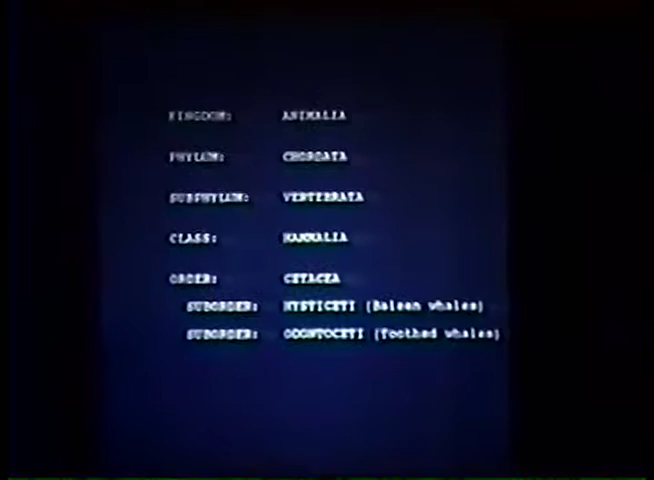 KINGDOM: ANIMALIA
PHYLUM: CHORDATA
SUBPHYLUM: VERTEBRATA
CLASS: MAMMALIA
ORDER: CETACEA
SUBORDER: MYSTICETI (Baleen whales)
SUBORDER: ODONTOCETI (Toothed whales)